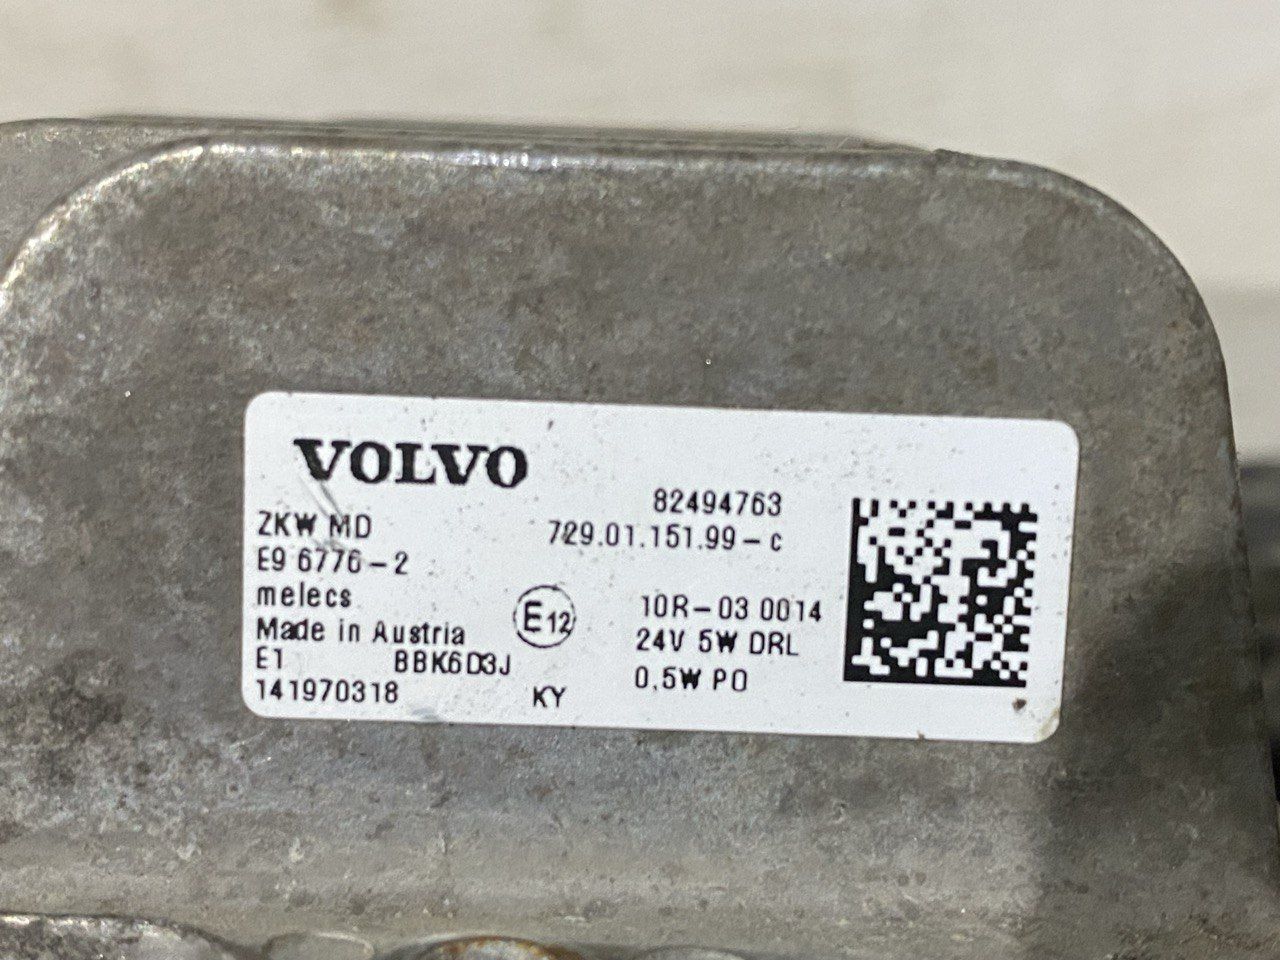 VOLVO
82494763
ZKW MD 729.01.151.99-c
E9 6776-2
melecs E12 10R-03 0014
Made in Austria 24V 5W DRL
E1 BBK6D3J 0,5W PO
141970318 KY